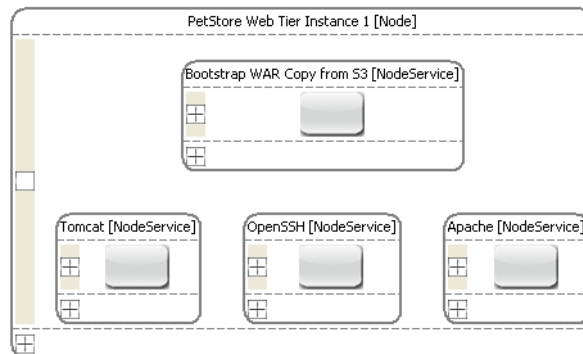 PetStore Web Tier Instance 1 [Node]
Bootstrap WAR Copy from S3 [NodeService]
Tomcat [NodeService]
OpenSSH [NodeService]
Apache [NodeService]